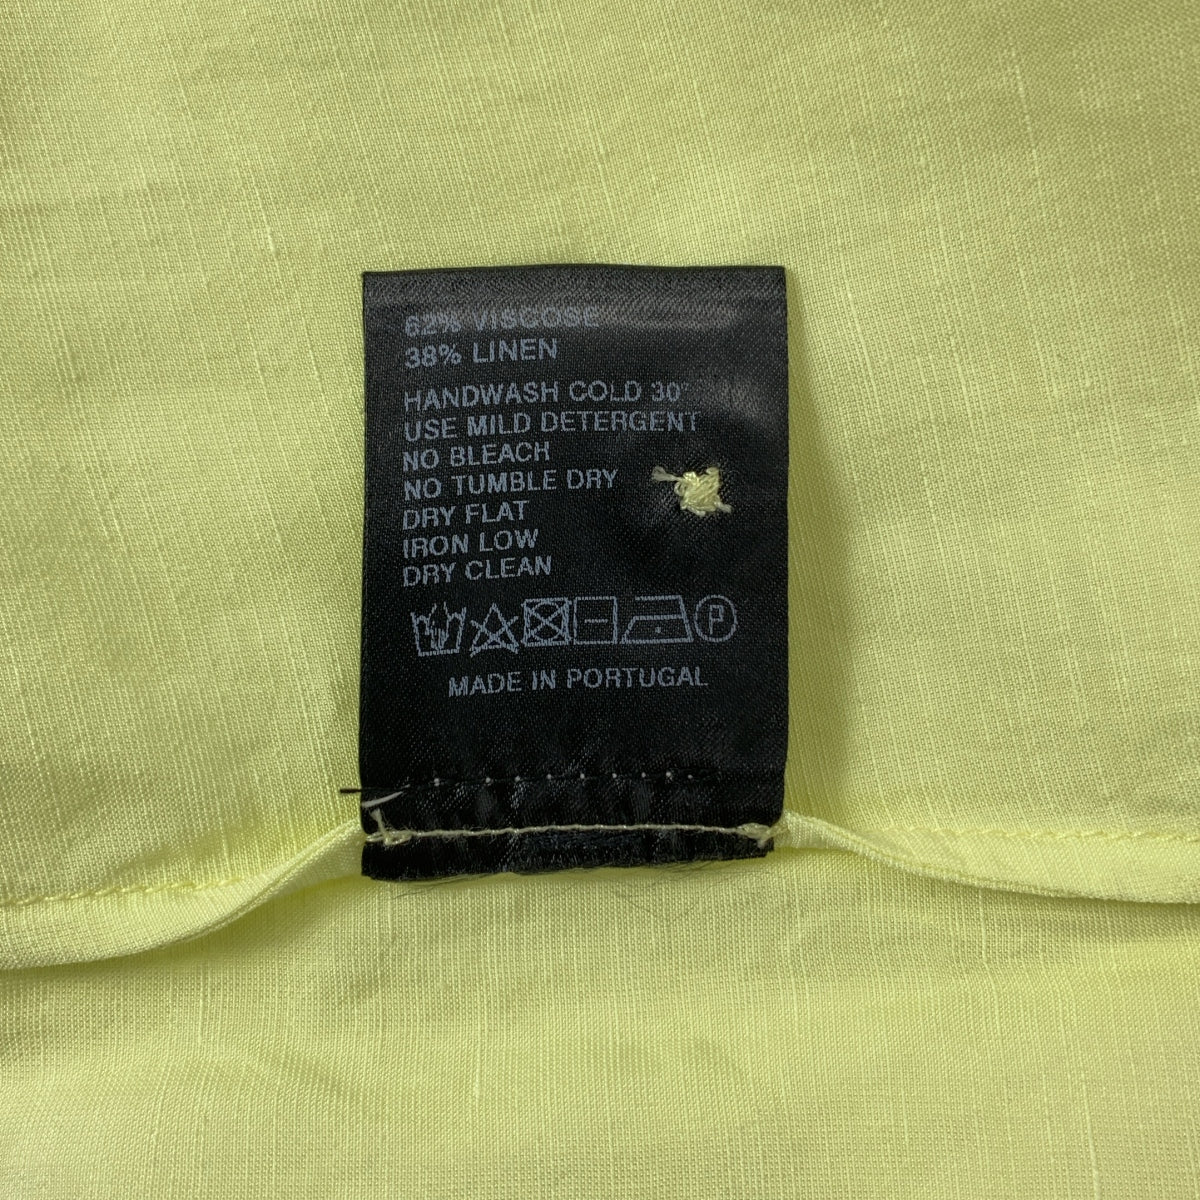 62% VISCOSE
38% LINEN
HANDWASH COLD 30°
USE MILD DETERGENT
NO BLEACH
NO TUMBLE DRY
DRY FLAT
IRON LOW
DRY CLEAN
P
MADE IN PORTUGAL